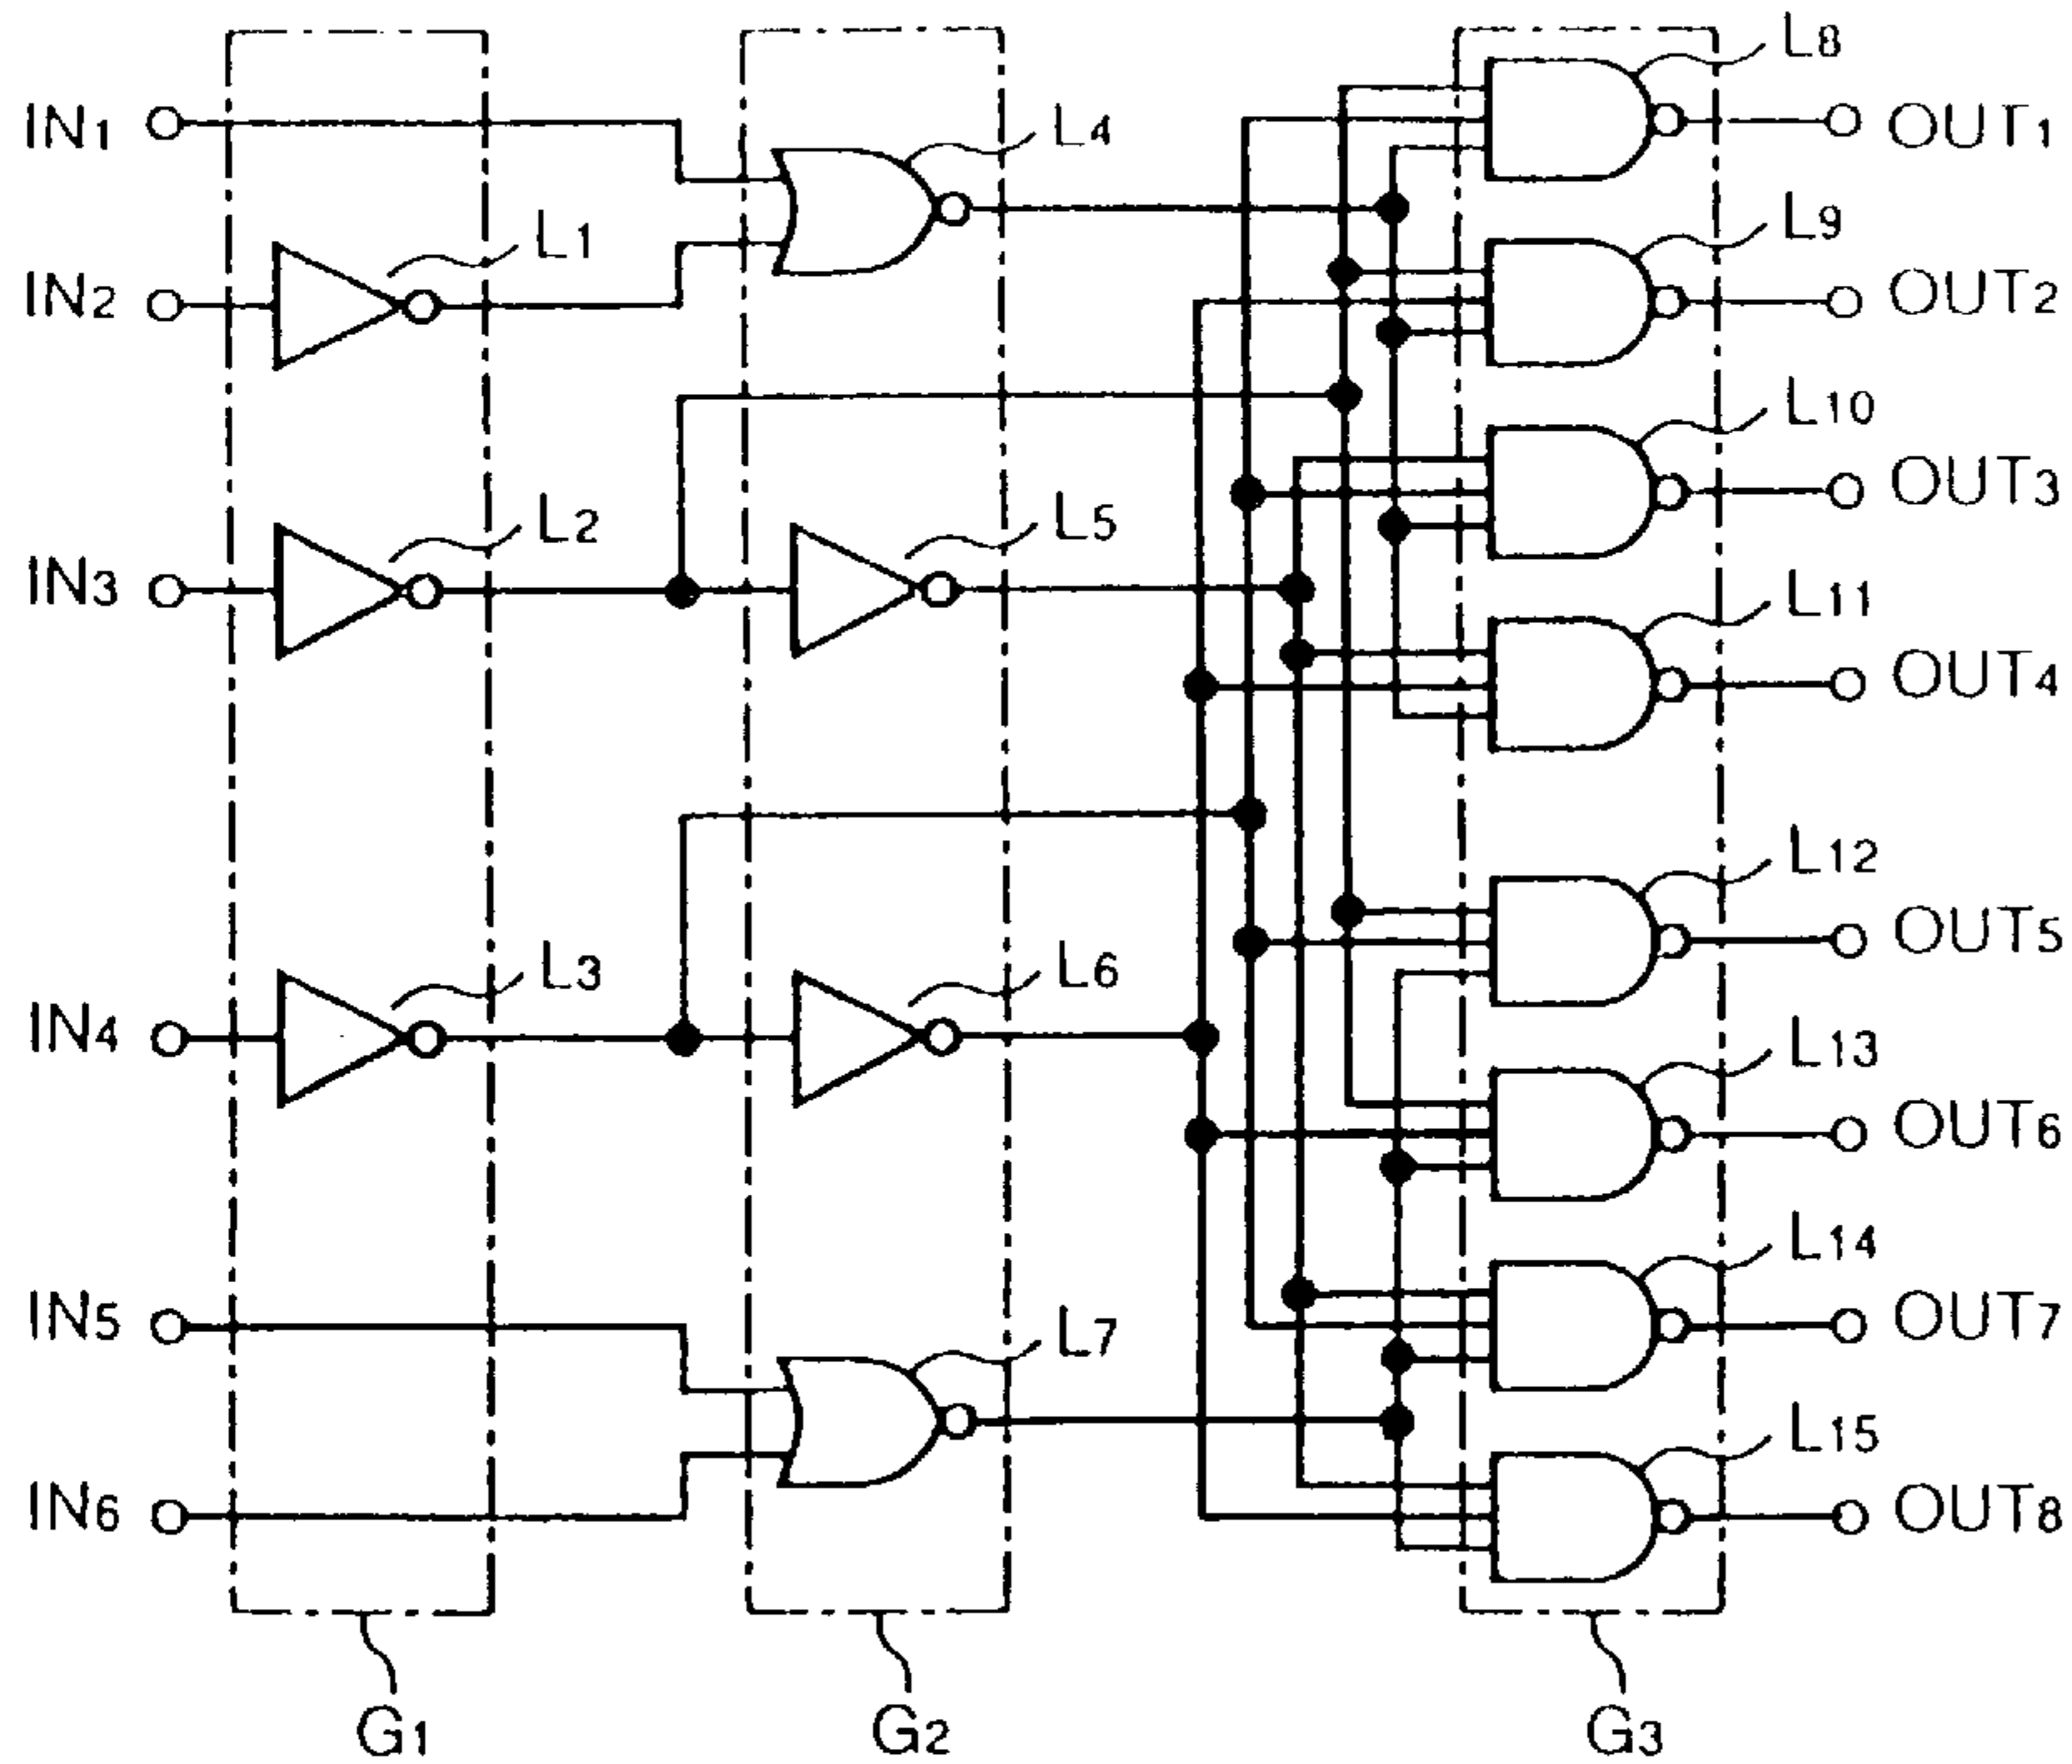 L8
IN1
L4
OUT1
L1
L9
IN2
OUT2
L10
OUT3
L2
L5
IN3
L11
OUT4
L12
OUT5
L3
L6
IN4
L13
OUT6
L14
IN5
L7
OUT7
L15
IN6
OUT8
G1
G2
G3